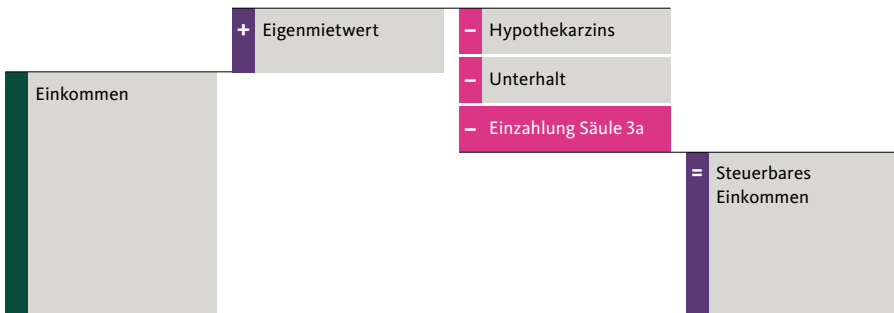 Einkommen
+ Eigenmietwert
– Hypothekarzins
– Unterhalt
– Einzahlung Säule 3a
= Steuerbares
Einkommen